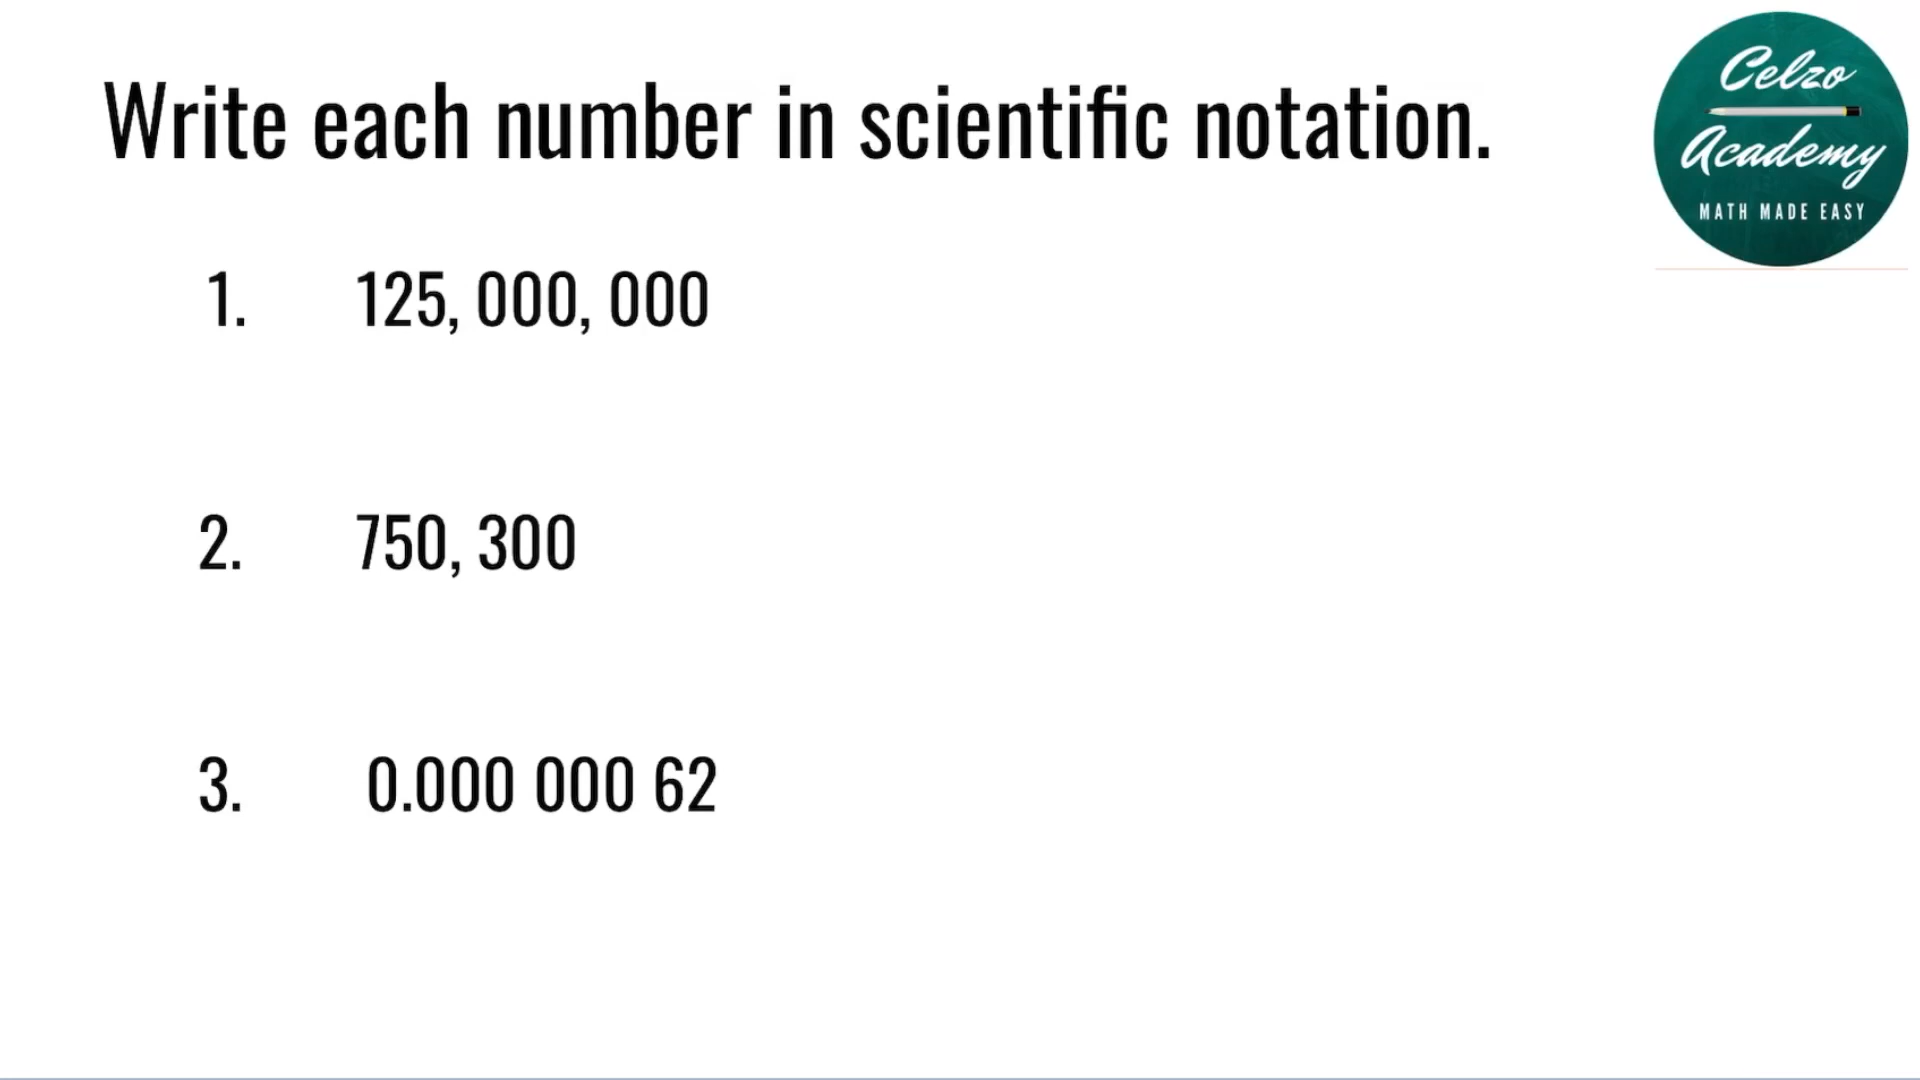 Write each number in scientific notation.
Celzo
Academy
MATH MADE EASY
1. 125, 000, 000
2. 750, 300
3. 0.000 000 62